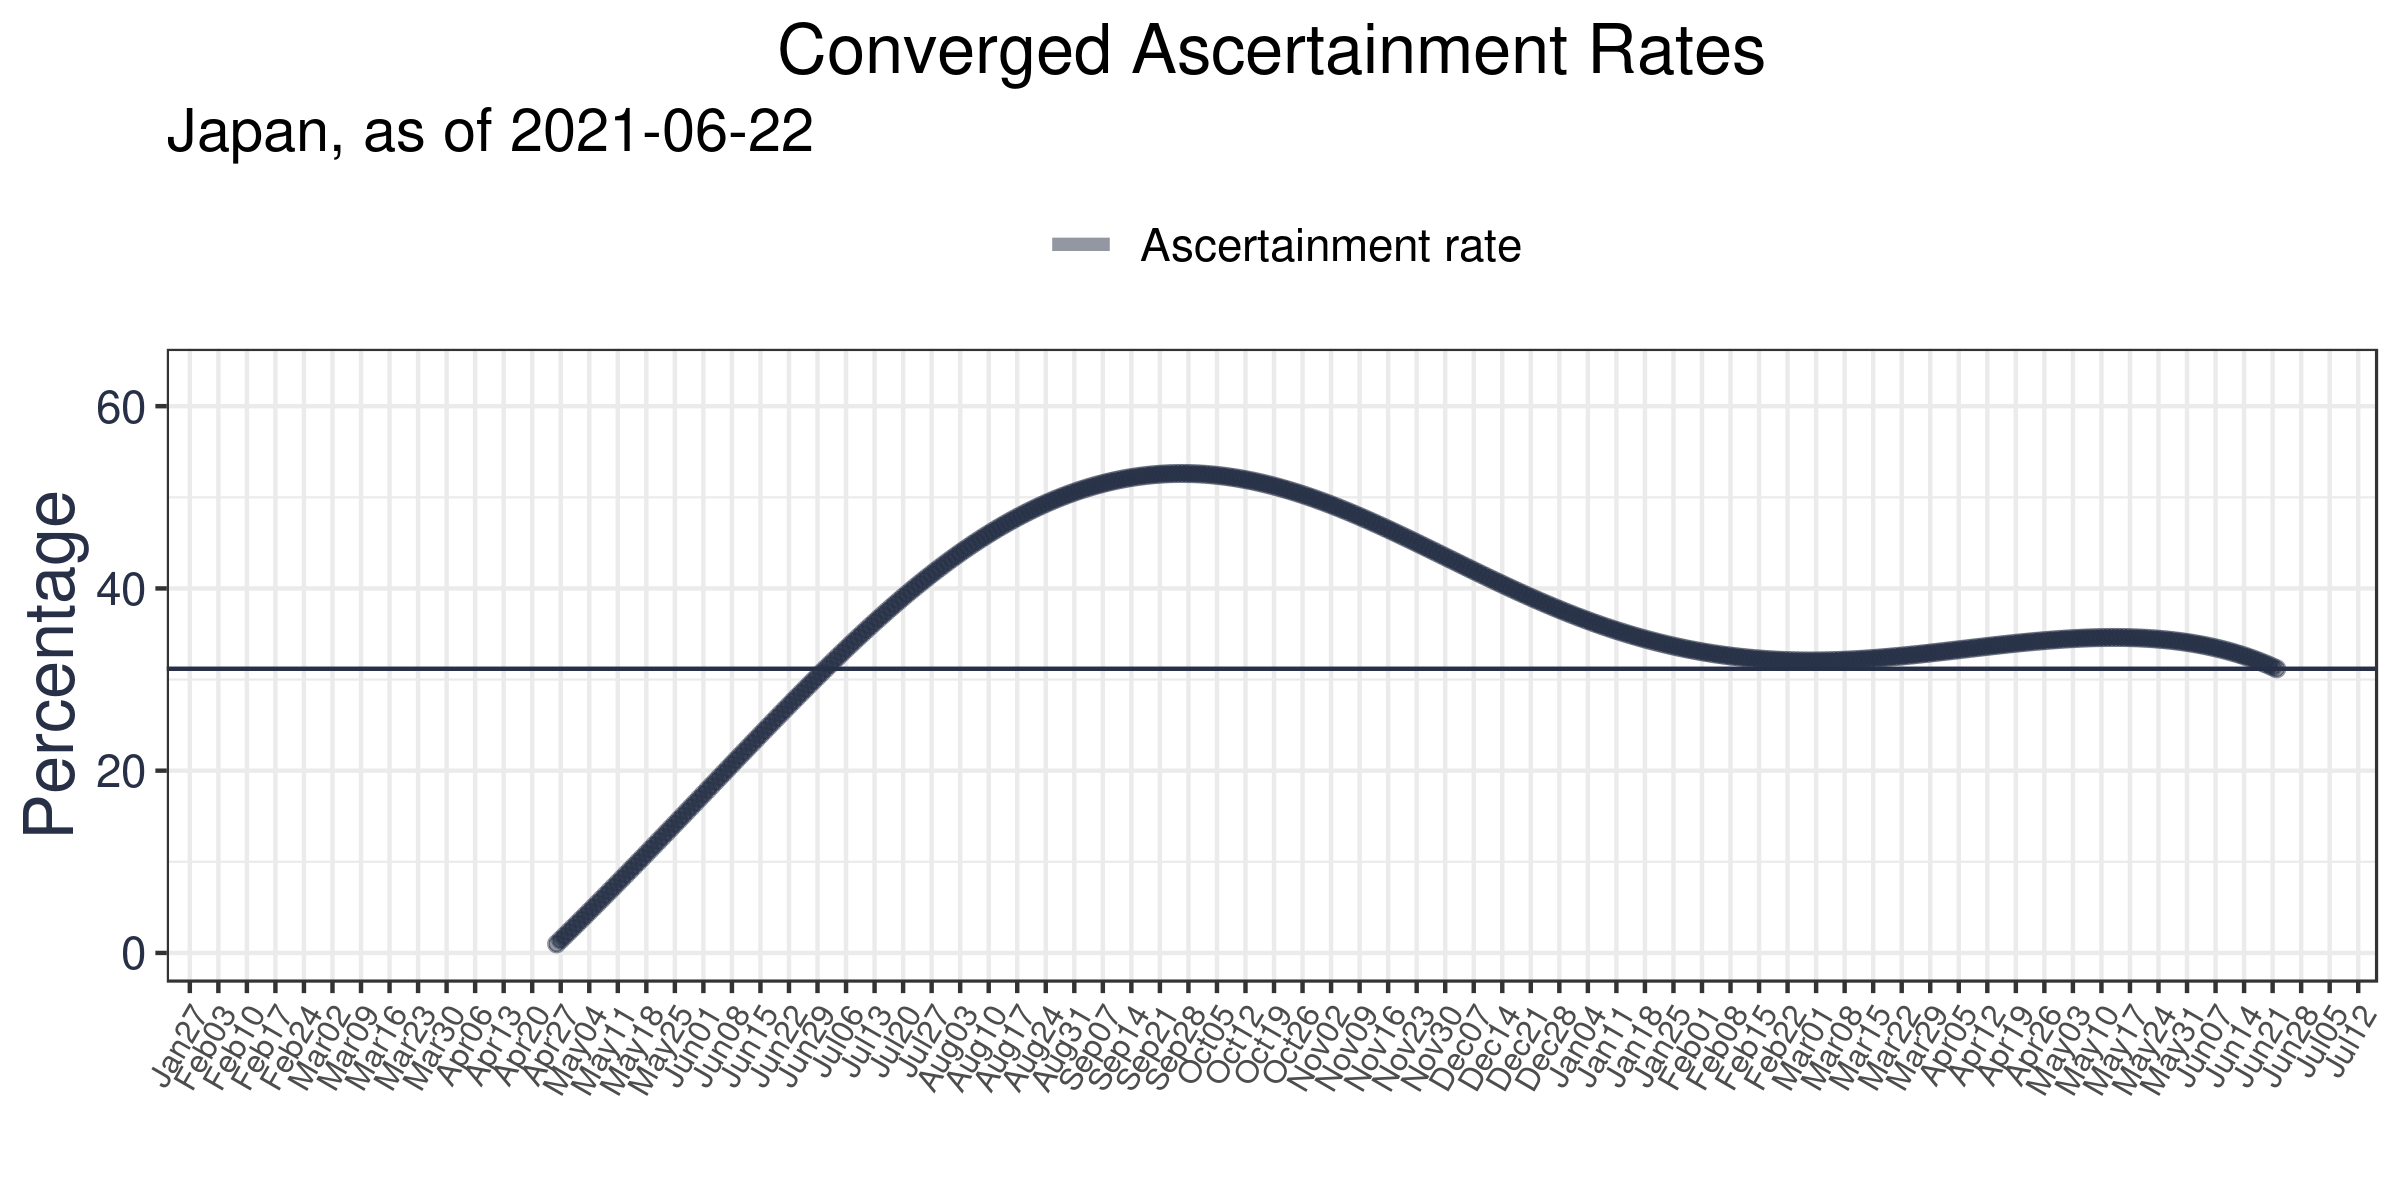 Converged Ascertainment Rates
Japan, as of 2021-06-22
Ascertainment rate
Percentage
60
40
20
0
Jan27
Feb03
Feb10
Feb17
Feb24
Mar02
Mar09
Mar16
Mar23
Mar30
Apr06
Apr13
Apr20
Apr27
May04
May11
May18
May25
Jun01
Jun08
Jun15
Jun22
Jun29
Jul06
Jul13
Jul20
Jul27
Aug03
Aug10
Aug17
Aug24
Aug31
Sep07
Sep14
Sep21
Sep28
Oct05
Oct12
Oct19
Oct26
Nov02
Nov09
Nov16
Nov23
Nov30
Dec07
Dec14
Dec21
Dec28
Jan04
Jan11
Jan18
Jan25
Feb01
Feb08
Feb15
Feb22
Mar01
Mar08
Mar15
Mar22
Mar29
Apr05
Apr12
Apr19
Apr26
May03
May10
May17
May24
May31
Jun07
Jun14
Jun21
Jun28
Jul05
Jul12